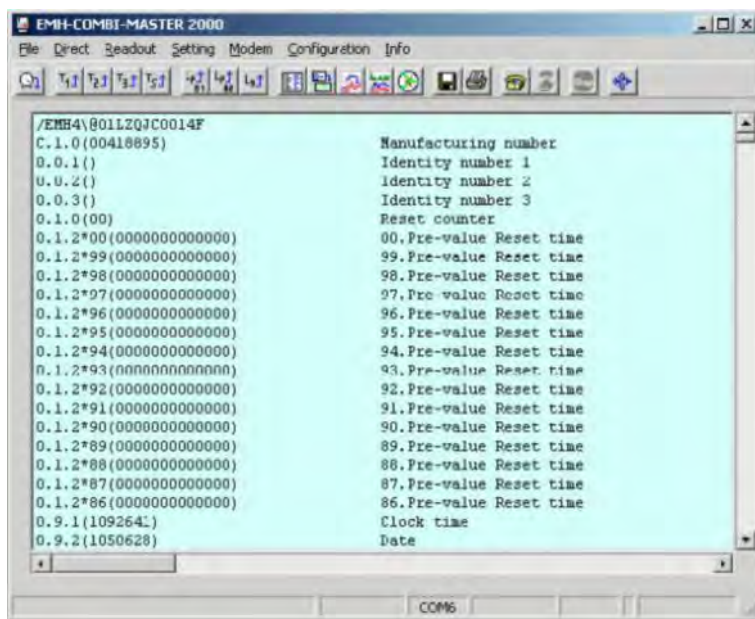 EMH-COMBI-MASTER 2000
File Direct Readout Setting Modem Configuration Info
/EMH4\@01LZQJC0014F
C.1.0(00418895) Manufacturing number
0.0.1() Identity number 1
0.0.2() Identity number 2
0.0.3() Identity number 3
0.1.0(00) Reset counter
0.1.2*00(0000000000000) 00.Pre-value Reset time
0.1.2*99(0000000000000) 99.Pre-value Reset time
0.1.2*98(0000000000000) 98.Pre-value Reset time
0.1.2*97(0000000000000) 97.Pre-value Reset time
0.1.2*96(0000000000000) 96.Pre-value Reset time
0.1.2*95(0000000000000) 95.Pre-value Reset time
0.1.2*94(0000000000000) 94.Pre-value Reset time
0.1.2*93(0000000000000) 93.Pre-value Reset time
0.1.2*92(0000000000000) 92.Pre-value Reset time
0.1.2*91(0000000000000) 91.Pre-value Reset time
0.1.2*90(0000000000000) 90.Pre-value Reset time
0.1.2*89(0000000000000) 89.Pre-value Reset time
0.1.2*88(0000000000000) 88.Pre-value Reset time
0.1.2*87(0000000000000) 87.Pre-value Reset time
0.1.2*86(0000000000000) 86.Pre-value Reset time
0.9.1(1092641) Clock time
0.9.2(1050628) Date
COM6